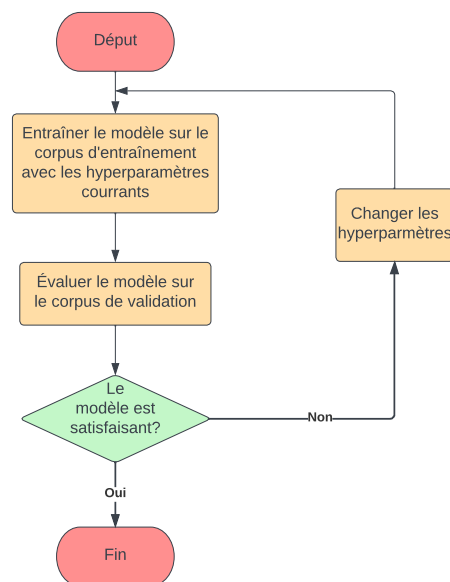 Déput
Entraîner le modèle sur le
corpus d'entraînement
avec les hyperparamètres
courrants
Changer les
hyperparmètres
Évaluer le modèle sur
le corpus de validation
Le
modèle est
satisfaisant?
Non
Oui
Fin